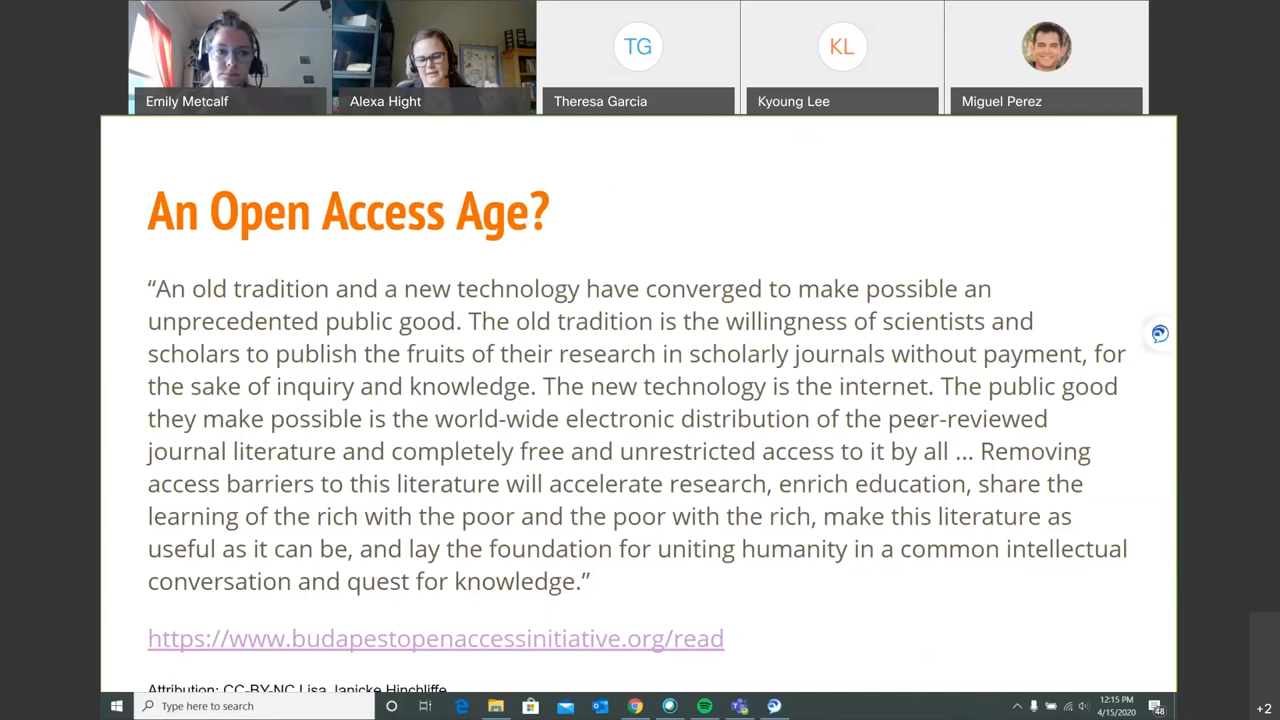 TG
KL
Emily Metcalf
Alexa Hight
Theresa Garcia
Kyoung Lee
Miguel Perez
An Open Access Age?
“An old tradition and a new technology have converged to make possible an
unprecedented public good. The old tradition is the willingness of scientists and
scholars to publish the fruits of their research in scholarly journals without payment, for
the sake of inquiry and knowledge. The new technology is the internet. The public good
they make possible is the world-wide electronic distribution of the peer-reviewed
journal literature and completely free and unrestricted access to it by all … Removing
access barriers to this literature will accelerate research, enrich education, share the
learning of the rich with the poor and the poor with the rich, make this literature as
useful as it can be, and lay the foundation for uniting humanity in a common intellectual
conversation and quest for knowledge.”
https://www.budapestopenaccessinitiative.org/read
Attribution: CC-BY-NC Lisa Janicke Hinchliffe
Type here to search
12:15 PM
4/15/2020
48
+2